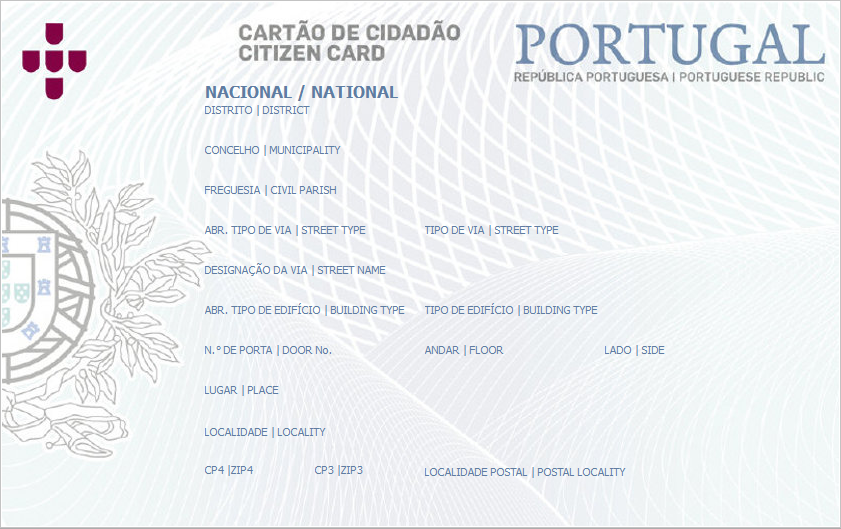 CARTÃO DE CIDADÃO
CITIZEN CARD
PORTUGAL
REPÚBLICA PORTUGUESA | PORTUGUESE REPUBLIC
NACIONAL / NATIONAL
DISTRITO | DISTRICT
CONCELHO | MUNICIPALITY
FREGUESIA | CIVIL PARISH
ABR. TIPO DE VIA | STREET TYPE TIPO DE VIA | STREET TYPE
DESIGNAÇÃO DA VIA | STREET NAME
ABR. TIPO DE EDIFÍCIO | BUILDING TYPE TIPO DE EDIFÍCIO | BUILDING TYPE
N.º DE PORTA | DOOR No. ANDAR | FLOOR LADO | SIDE
LUGAR | PLACE
LOCALIDADE | LOCALITY
CP4 |ZIP4 CP3 |ZIP3 LOCALIDADE POSTAL | POSTAL LOCALITY